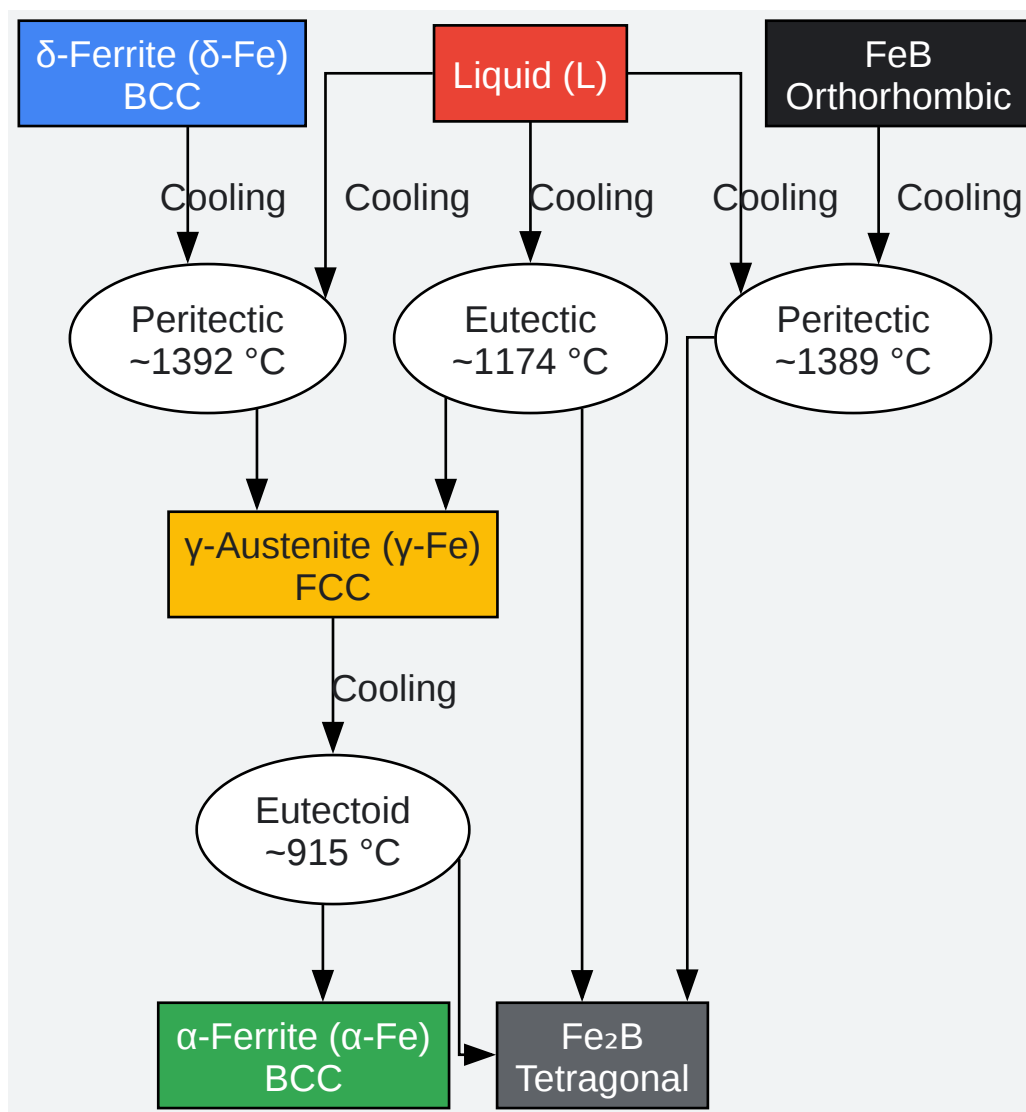 δ-Ferrite (δ-Fe)
BCC
Liquid (L)
FeB
Orthorhombic
Cooling
Cooling
Cooling
Cooling
Cooling
Peritectic
~1392 °C
Eutectic
~1174 °C
Peritectic
~1389 °C
γ-Austenite (γ-Fe)
FCC
Cooling
Eutectoid
~915 °C
α-Ferrite (α-Fe)
BCC
Fe₂B
Tetragonal